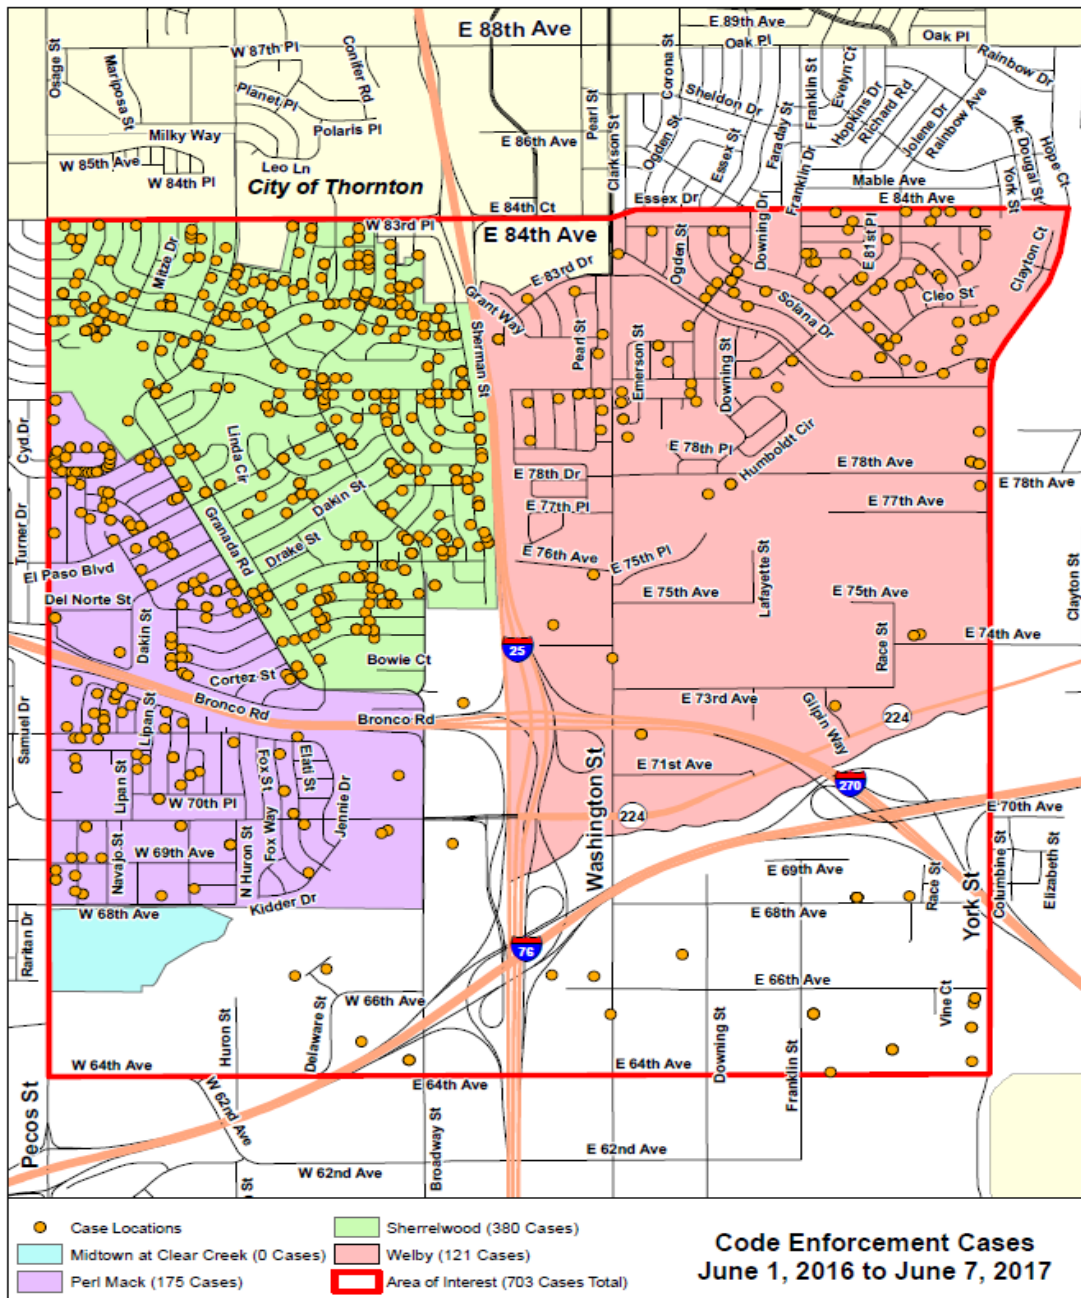 E 88th Ave
E 89th Ave
Oak Pl
Oak Pl
Osage St
Mariposa St
W 87th Pl
Conifer Rd
Planet Pl
Polaris Pl
Milky Way
W 85th Ave
W 84th Pl
Leo Ln
City of Thornton
Pearl St
E 86th Ave
Clarkson St
Corona St
Sheldon Dr
Ogden St
Essex St
Faraday St
Franklin St
Evelyn Ct
Hopkins Dr
Richard Rd
Jolene Dr
Rainbow Ave
Rainbow Dr
Mc Dougal St
Hope Ct
Franklin Dr
Mable Ave
York St
Essex Dr
E 84th Ave
E 84th Ct
W 83rd Pl
E 84th Ave
Mitze Dr
E 83rd Dr
Grant Way
Sherman St
Pearl St
Ogden St
Downing Dr
E 81st Pl
Clayton Ct
Cleo St
Solana Dr
Emerson St
Downing St
Humboldt Cir
E 78th Pl
E 78th Dr
E 78th Ave
E 78th Ave
E 77th Ave
E 77th Pl
E 76th Ave
E 75th Pl
Cyd Dr
Turner Dr
Linda Cir
Dakin St
Granada Rd
Drake St
El Paso Blvd
Del Norte St
Dakin St
Cortez St
Bowie Ct
Bronco Rd
Bronco Rd
25
E 75th Ave
Lafayette St
E 75th Ave
Race St
E 74th Ave
Clayton St
E 73rd Ave
Gilpin Way
224
Samuel Dr
Lipan St
Lipan St
W 70th Pl
Fox St
Elati St
Jennie Dr
Fox Way
Navajo St
W 69th Ave
N Huron St
Kidder Dr
W 68th Ave
Raritan Dr
Washington St
E 71st Ave
224
270
E 70th Ave
E 69th Ave
Race St
E 68th Ave
York St
Columbine St
Elizabeth St
76
W 66th Ave
E 66th Ave
Vine Ct
Huron St
Delaware St
Downing St
Franklin St
W 64th Ave
E 64th Ave
E 64th Ave
Pecos St
W 62nd Ave
W 62nd Ave
Broadway St
E 62nd Ave
Case Locations
Midtown at Clear Creek (0 Cases)
Perl Mack (175 Cases)
Sherrelwood (380 Cases)
Welby (121 Cases)
Area of Interest (703 Cases Total)
Code Enforcement Cases
June 1, 2016 to June 7, 2017